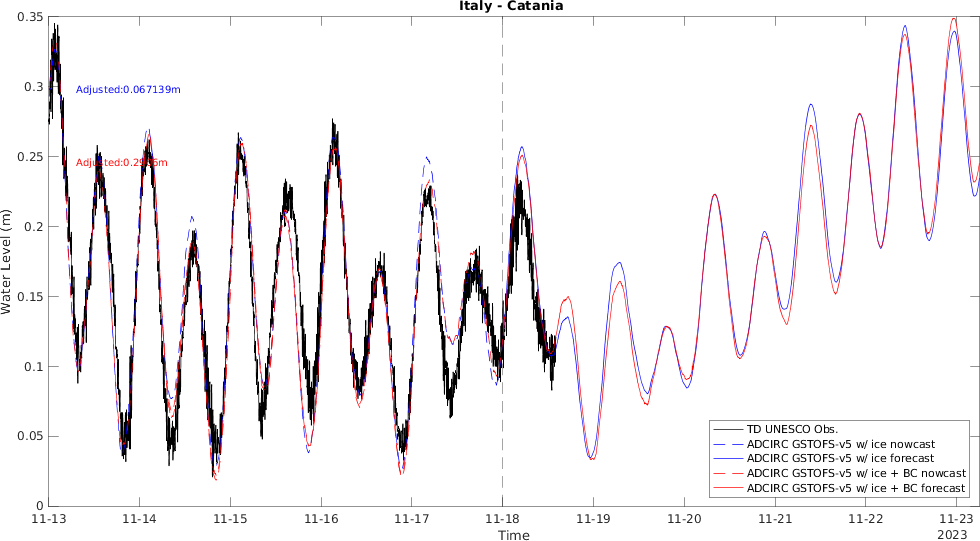 Italy - Catania
0.35
0.3
0.25
0.2
0.15
0.1
0.05
0
Water Level (m)
Adjusted:0.067139m
11-13
11-14
11-15
11-16
11-17
11-18
11-19
11-20
11-21
11-22
11-23
Time
2023
TD UNESCO Obs.
ADCIRC GSTOFS-v5 w/ ice nowcast
ADCIRC GSTOFS-v5 w/ ice forecast
ADCIRC GSTOFS-v5 w/ ice + BC nowcast
ADCIRC GSTOFS-v5 w/ ice + BC forecast